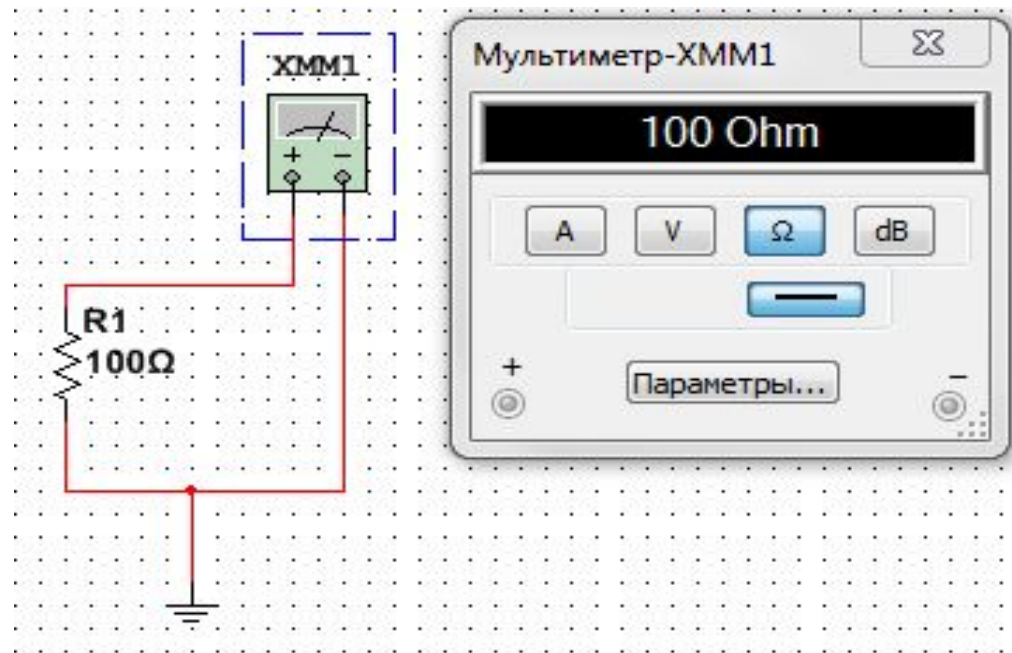 XMM1
+ −
R1
100Ω
Мультиметр-XMM1
100 Ohm
A V Ω dB
+
Параметры...
−